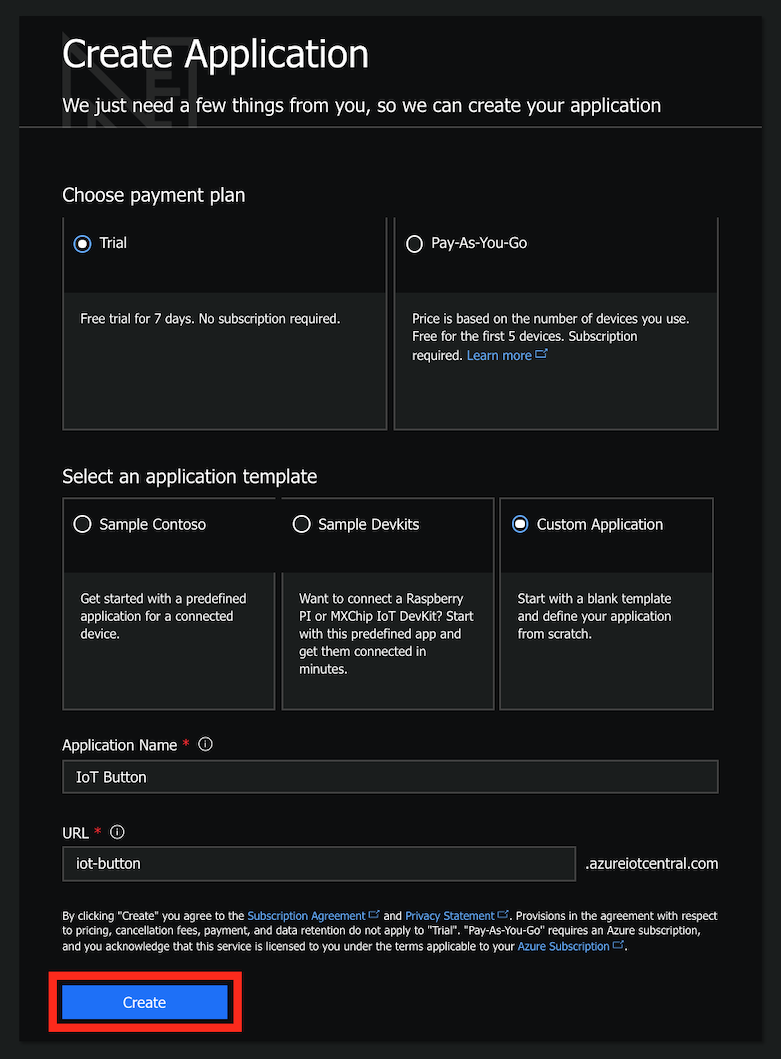 Create Application
We just need a few things from you, so we can create your application
Choose payment plan
Trial
Pay-As-You-Go
Free trial for 7 days. No subscription required.
Price is based on the number of devices you use.
Free for the first 5 devices. Subscription
required. Learn more
Select an application template
Sample Contoso
Sample Devkits
Custom Application
Get started with a predefined
application for a connected
device.
Want to connect a Raspberry
PI or MXChip IoT DevKit? Start
with this predefined app and
get them connected in
minutes.
Start with a blank template
and define your application
from scratch.
Application Name *
IoT Button
URL *
iot-button .azureiotcentral.com
By clicking "Create" you agree to the Subscription Agreement and Privacy Statement. Provisions in the agreement with respect
to pricing, cancellation fees, payment, and data retention do not apply to "Trial". "Pay-As-You-Go" requires an Azure subscription,
and you acknowledge that this service is licensed to you under the terms applicable to your Azure Subscription.
Create